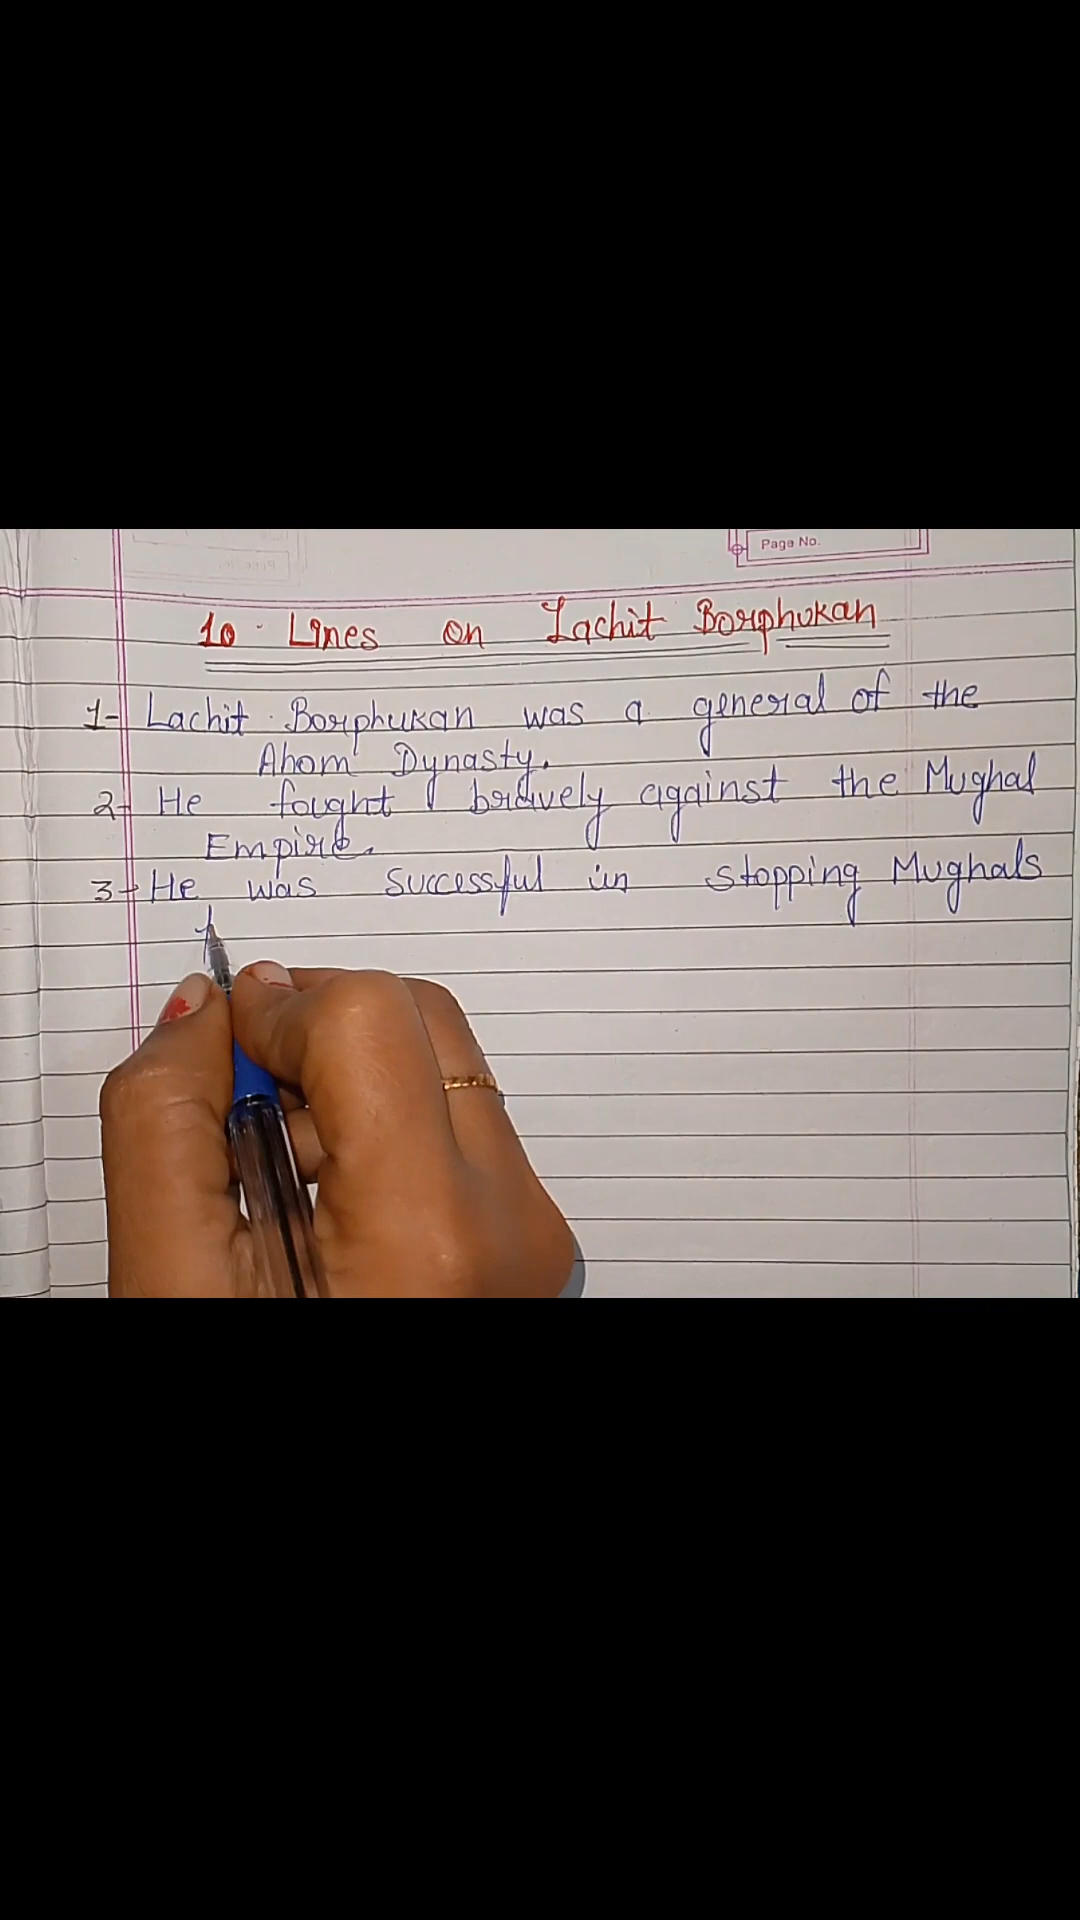 Page No.
10 Lines on Lachit Borphukan
1- Lachit Borphukan was a general of the
Ahom Dynasty.
2- He fought bravely against the Mughal
Empire.
3- He was successful in stopping Mughals
f